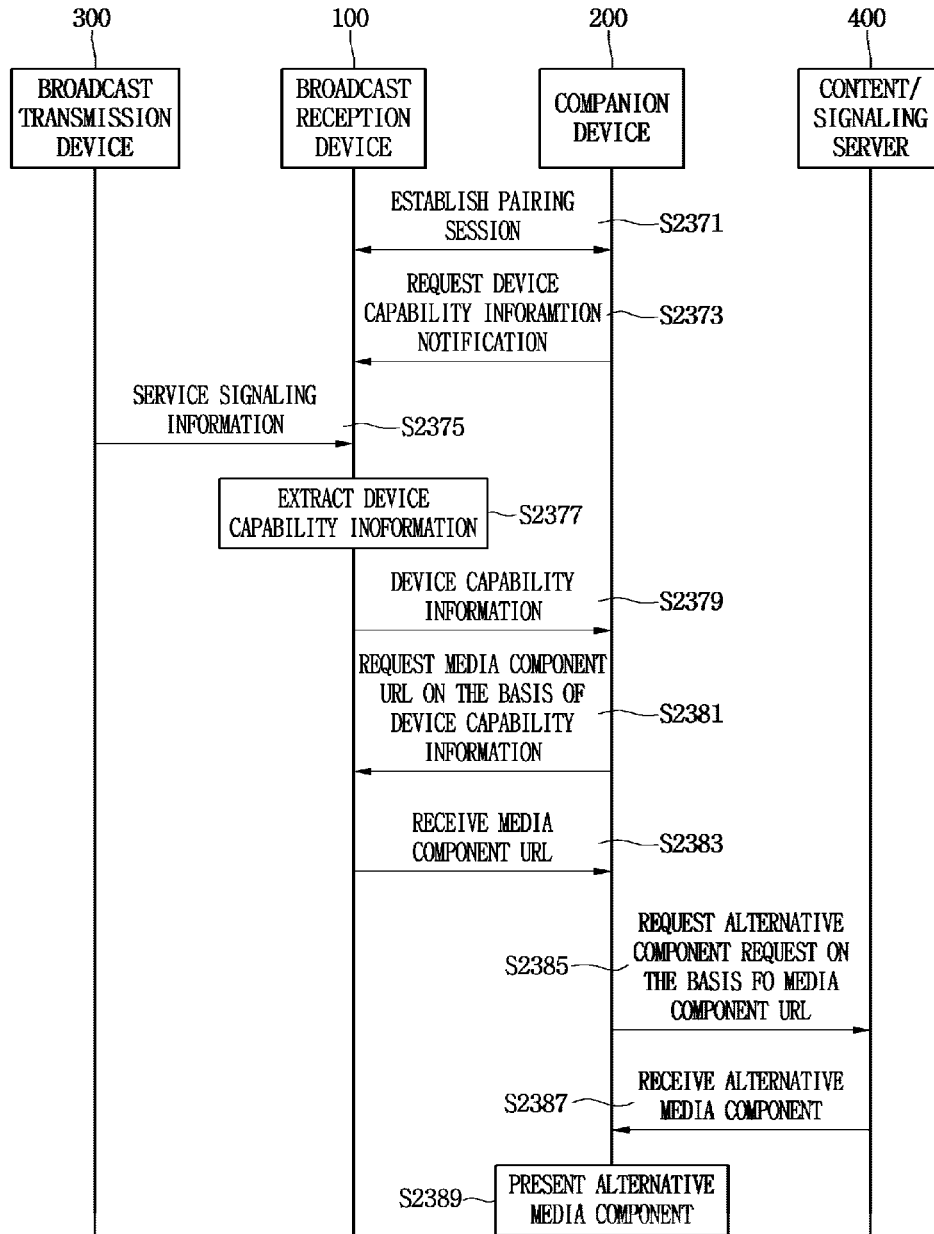 300
100
200
400
BROADCAST
TRANSMISSION
DEVICE
BROADCAST
RECEPTION
DEVICE
COMPANION
DEVICE
CONTENT/
SIGNALING
SERVER
ESTABLISH PAIRING
SESSION
S2371
REQUEST DEVICE
CAPABILITY INFORAMTION
NOTIFICATION
S2373
SERVICE SIGNALING
INFORMATION
S2375
EXTRACT DEVICE
CAPABILITY INOFORMATION
S2377
DEVICE CAPABILITY
INFORMATION
S2379
REQUEST MEDIA COMPONENT
URL ON THE BASIS OF
DEVICE CAPABILITY
INFORMATION
S2381
RECEIVE MEDIA
COMPONENT URL
S2383
REQUEST ALTERNATIVE
COMPONENT REQUEST ON
THE BASIS FO MEDIA
COMPONENT URL
S2385
RECEIVE ALTERNATIVE
MEDIA COMPONENT
S2387
PRESENT ALTERNATIVE
MEDIA COMPONENT
S2389